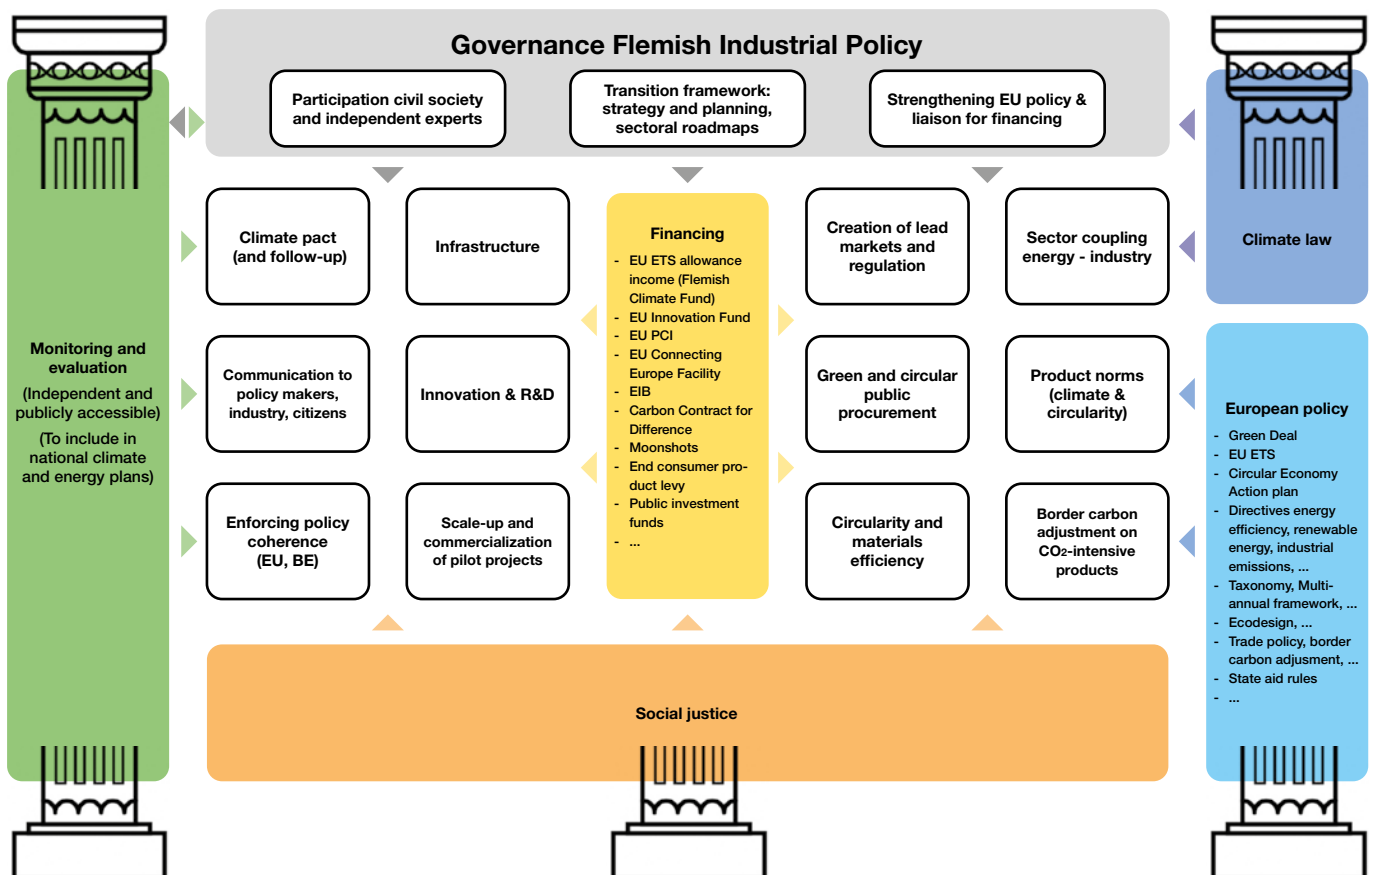 Governance Flemish Industrial Policy
Participation civil society
and independent experts
Transition framework:
strategy and planning,
sectoral roadmaps
Strengthening EU policy &
liaison for financing
Monitoring and
evaluation
(Independent and
publicly accessible)
(To include in
national climate
and energy plans)
Climate pact
(and follow-up)
Infrastructure
Communication to
policy makers,
industry, citizens
Innovation & R&D
Enforcing policy
coherence
(EU, BE)
Scale-up and
commercialization
of pilot projects
Financing
- EU ETS allowance
income (Flemish
Climate Fund)
- EU Innovation Fund
- EU PCI
- EU Connecting
Europe Facility
- EIB
- Carbon Contract for
Difference
- Moonshots
- End consumer pro-
duct levy
- Public investment
funds
- ...
Creation of lead
markets and
regulation
Sector coupling
energy - industry
Green and circular
public
procurement
Product norms
(climate &
circularity)
Circularity and
materials
efficiency
Border carbon
adjustment on
CO2-intensive
products
Climate law
European policy
- Green Deal
- EU ETS
- Circular Economy
Action plan
- Directives energy
efficiency, renewable
energy, industrial
emissions, ...
- Taxonomy, Multi-
annual framework, ...
- Ecodesign, ...
- Trade policy, border
carbon adjusment, ...
- State aid rules
- ...
Social justice